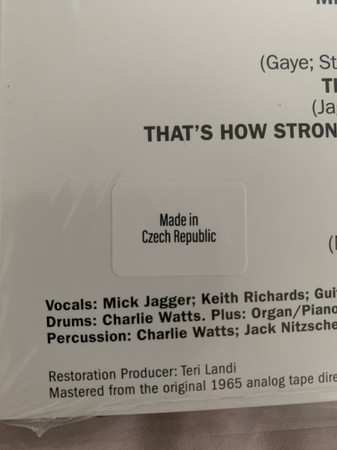 (Gaye; St
(Ja
THAT'S HOW STRON
Made in
Czech Republic
Vocals: Mick Jagger; Keith Richards; Gui
Drums: Charlie Watts. Plus: Organ/Piano
Percussion: Charlie Watts; Jack Nitzsche
Restoration Producer: Teri Landi
Mastered from the original 1965 analog tape dire